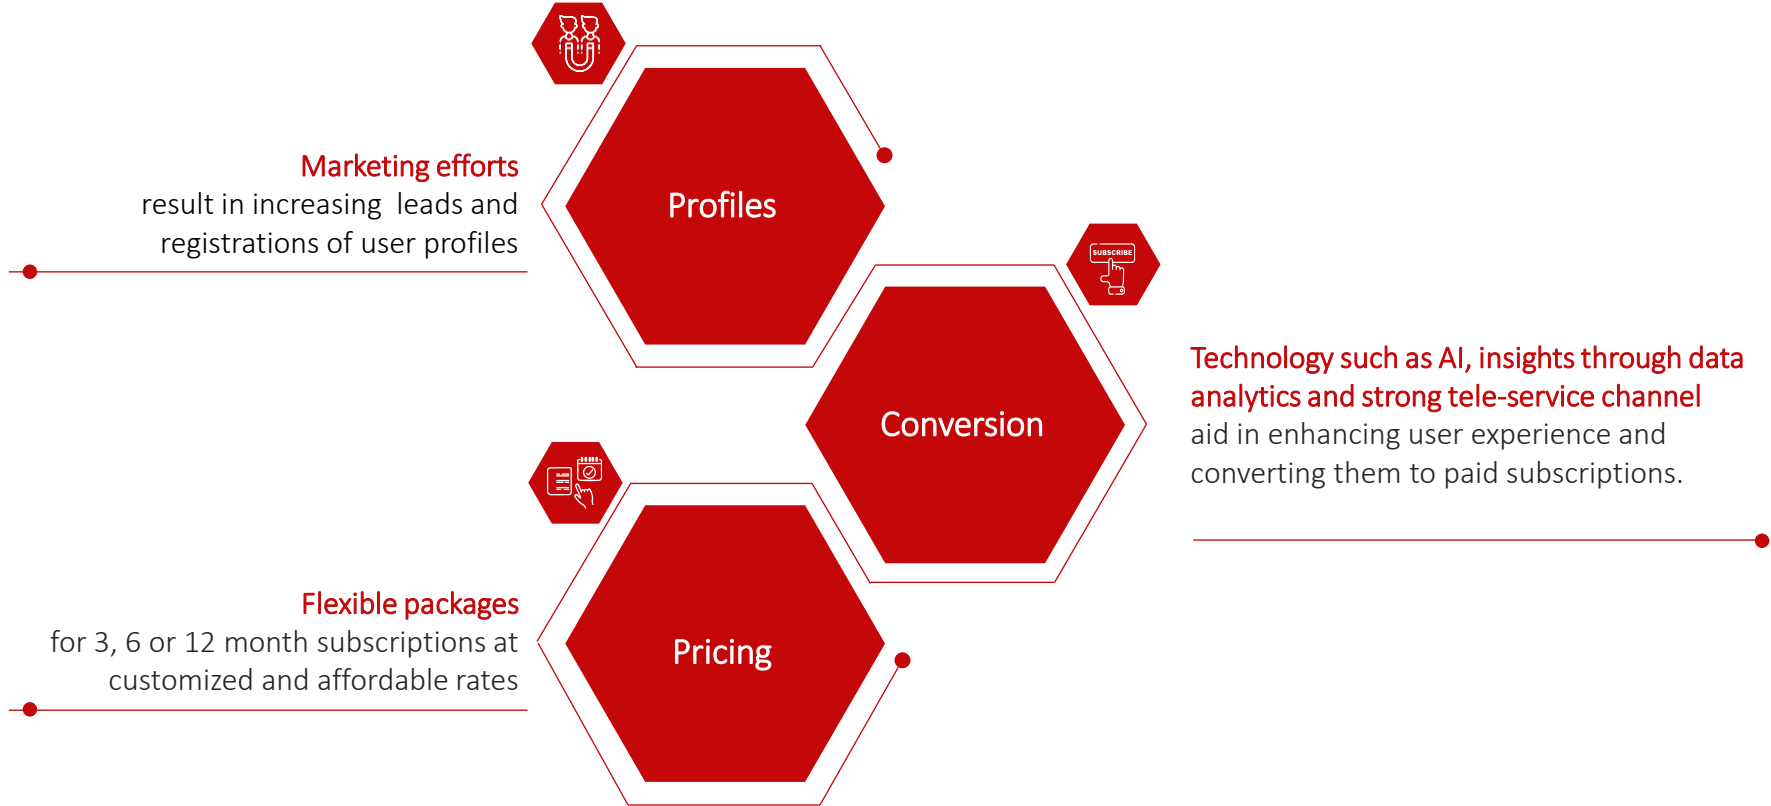 Marketing efforts
result in increasing leads and
registrations of user profiles
Profiles
SUBSCRIBE
Conversion
Technology such as AI, insights through data
analytics and strong tele-service channel
aid in enhancing user experience and
converting them to paid subscriptions.
Flexible packages
for 3, 6 or 12 month subscriptions at
customized and affordable rates
Pricing